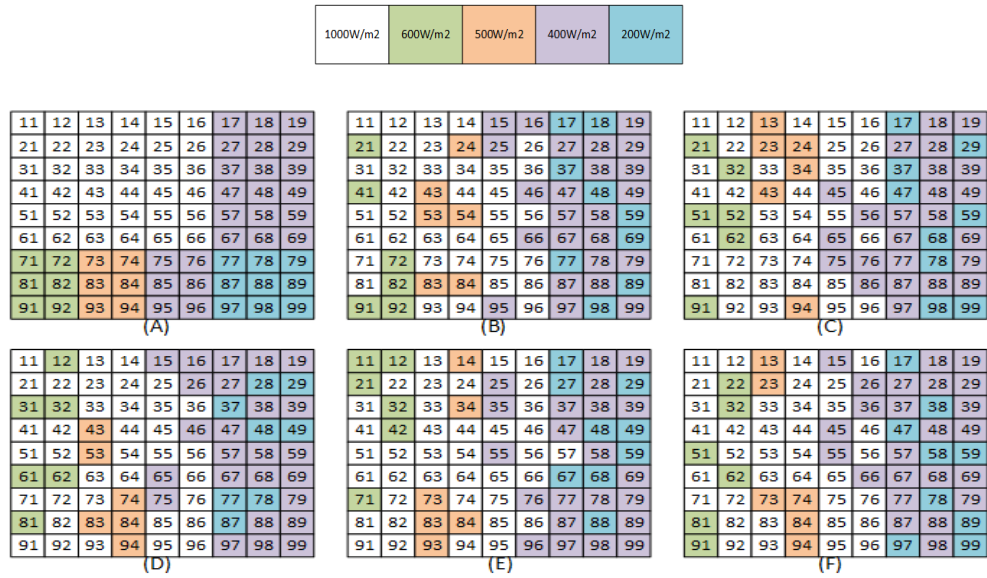 1000W/m2 600W/m2 500W/m2 400W/m2 200W/m2
11 12 13 14 15 16 17 18 19 11 12 13 14 15 16 17 18 19 11 12 13 14 15 16 17 18 19
21 22 23 24 25 26 27 28 29 21 22 23 24 25 26 27 28 29 21 22 23 24 25 26 27 28 29
31 32 33 34 35 36 37 38 39 31 32 33 34 35 36 37 38 39 31 32 33 34 35 36 37 38 39
41 42 43 44 45 46 47 48 49 41 42 43 44 45 46 47 48 49 41 42 43 44 45 46 47 48 49
51 52 53 54 55 56 57 58 59 51 52 53 54 55 56 57 58 59 51 52 53 54 55 56 57 58 59
61 62 63 64 65 66 67 68 69 61 62 63 64 65 66 67 68 69 61 62 63 64 65 66 67 68 69
71 72 73 74 75 76 77 78 79 71 72 73 74 75 76 77 78 79 71 72 73 74 75 76 77 78 79
81 82 83 84 85 86 87 88 89 81 82 83 84 85 86 87 88 89 81 82 83 84 85 86 87 88 89
91 92 93 94 95 96 97 98 99 91 92 93 94 95 96 97 98 99 91 92 93 94 95 96 97 98 99
(A) (B) (C)
11 12 13 14 15 16 17 18 19 11 12 13 14 15 16 17 18 19 11 12 13 14 15 16 17 18 19
21 22 23 24 25 26 27 28 29 21 22 23 24 25 26 27 28 29 21 22 23 24 25 26 27 28 29
31 32 33 34 35 36 37 38 39 31 32 33 34 35 36 37 38 39 31 32 33 34 35 36 37 38 39
41 42 43 44 45 46 47 48 49 41 42 43 44 45 46 47 48 49 41 42 43 44 45 46 47 48 49
51 52 53 54 55 56 57 58 59 51 52 53 54 55 56 57 58 59 51 52 53 54 55 56 57 58 59
61 62 63 64 65 66 67 68 69 61 62 63 64 65 66 67 68 69 61 62 63 64 65 66 67 68 69
71 72 73 74 75 76 77 78 79 71 72 73 74 75 76 77 78 79 71 72 73 74 75 76 77 78 79
81 82 83 84 85 86 87 88 89 81 82 83 84 85 86 87 88 89 81 82 83 84 85 86 87 88 89
91 92 93 94 95 96 97 98 99 91 92 93 94 95 96 97 98 99 91 92 93 94 95 96 97 98 99
(D) (E) (F)